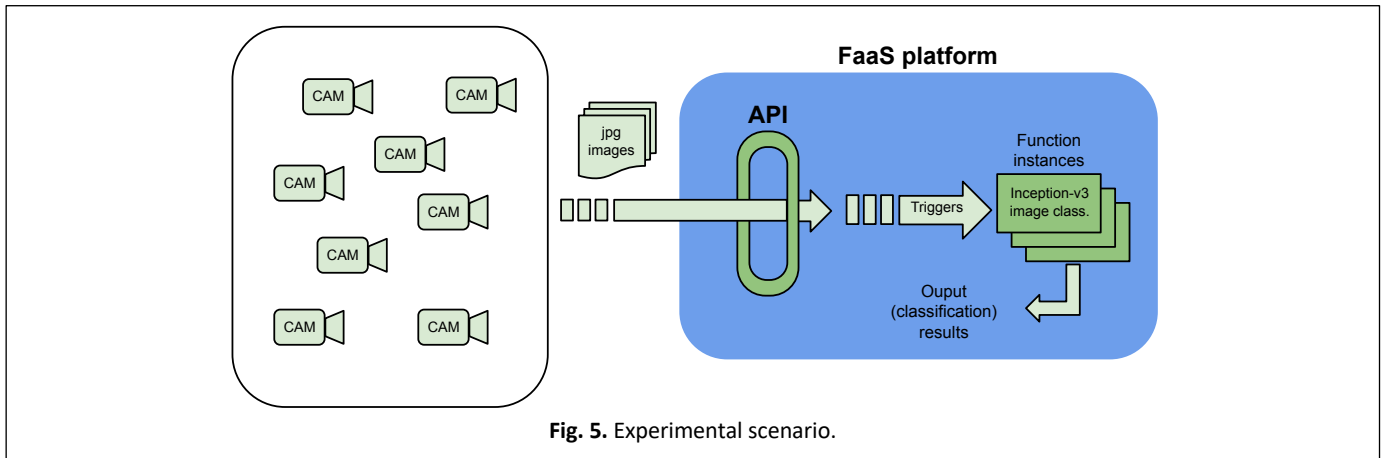 CAM
CAM
CAM
CAM
CAM
CAM
CAM
CAM
jpg
images
FaaS platform
API
Triggers
Function
instances
Inception-v3
image class.
Ouput
(classification)
results
Fig. 5. Experimental scenario.